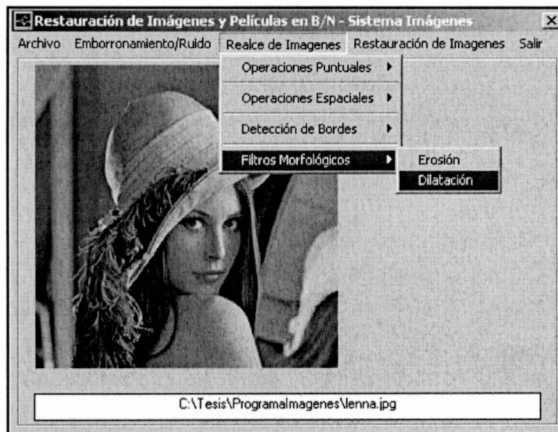 Restauración de Imágenes y Películas en B/N - Sistema Imágenes
Archivo Emborronamiento/Ruido Realce de Imagenes Restauración de Imagenes Salir
Operaciones Puntuales
Operaciones Espaciales
Detección de Bordes
Filtros Morfológicos
Erosión
Dilatación
C:\Tesis\ProgramaImagenes\lenna.jpg